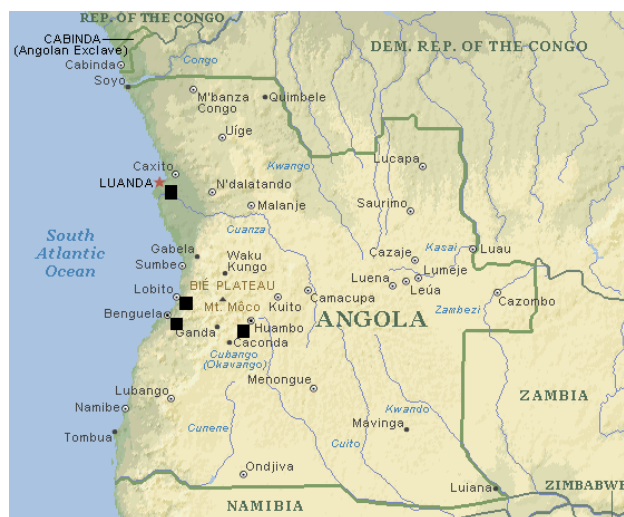 REP. OF THE CONGO
CABINDA
(Angolan Exclave)
Cabinda
Soyo
Congo
DEM. REP. OF THE CONGO
M'banza
Congo
Quimbele
Uíge
Kwango
Lucapa
Caxito
LUANDA
N'dalatando
Malanje
Saurimo
Cuanza
South
Atlantic
Ocean
Gabela
Sumbe
Waku
Kungo
Cazaje
Kasai
Luau
Lobito
BIÉ PLATEAU
Luena
Lumeje
Leúa
Mt. Môco
Kuito
Camacupa
Cazombo
Zambezi
Benguela
Ganda
Huambo
ANGOLA
Caconda
Cubango
(Okavango)
Menongue
Lubango
Namibe
ZAMBIA
Cunene
Kwando
Mavinga
Tombua
Cuito
Ondjiva
Luiana
ZIMBABWE
NAMIBIA